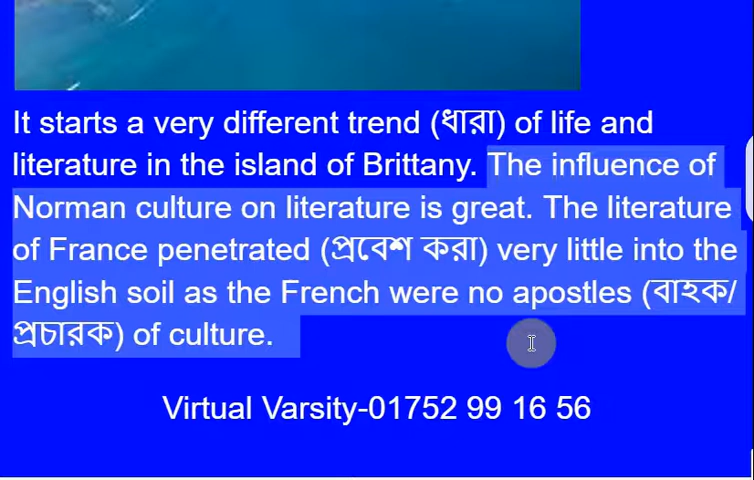 It starts a very different trend (ধারা) of life and
literature in the island of Brittany. The influence of
Norman culture on literature is great. The literature
of France penetrated (প্রবেশ করা) very little into the
English soil as the French were no apostles (বাহক/
প্রচারক) of culture.
Virtual Varsity-01752 99 16 56